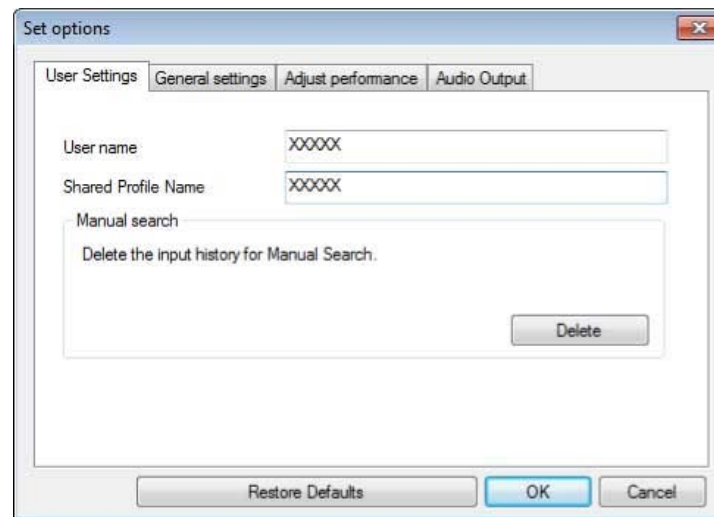 Set options
User Settings General settings Adjust performance Audio Output
User name XXXXX
Shared Profile Name XXXXX
Manual search
Delete the input history for Manual Search.
Delete
Restore Defaults OK Cancel